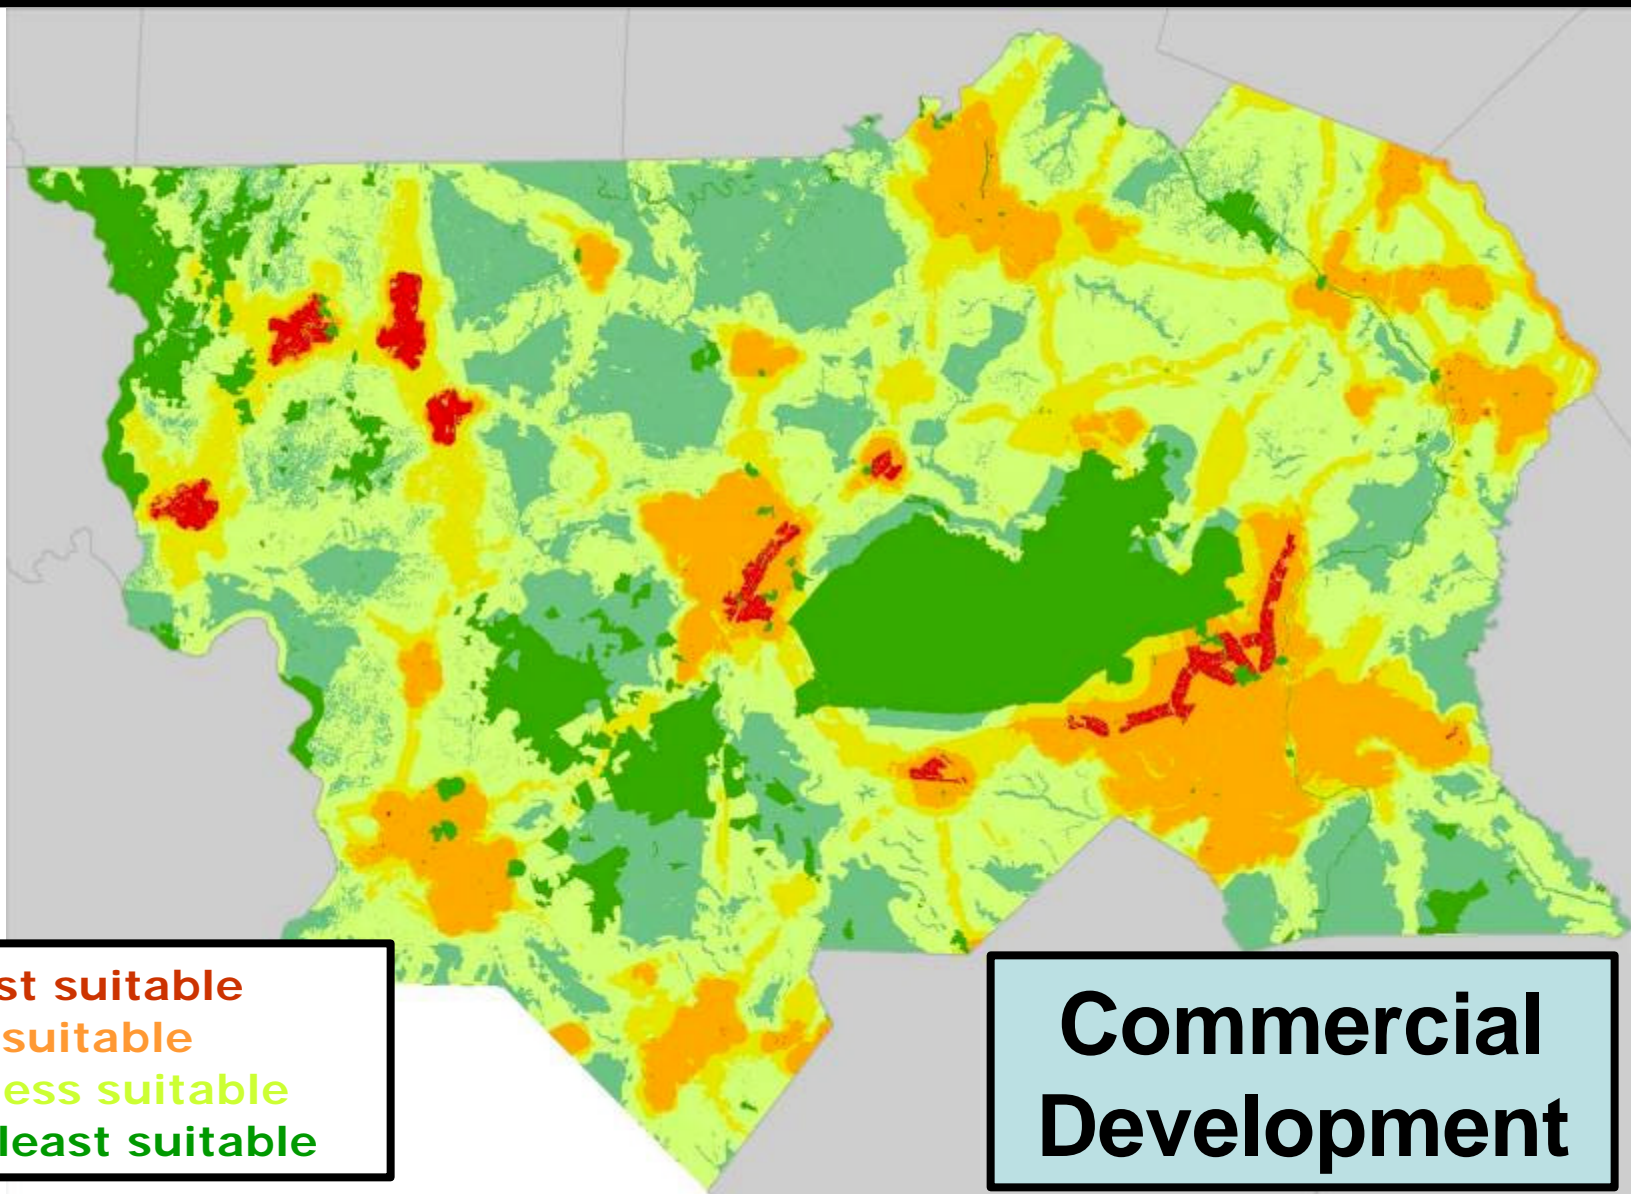 st suitable
suitable
ess suitable
least suitable
Commercial
Development